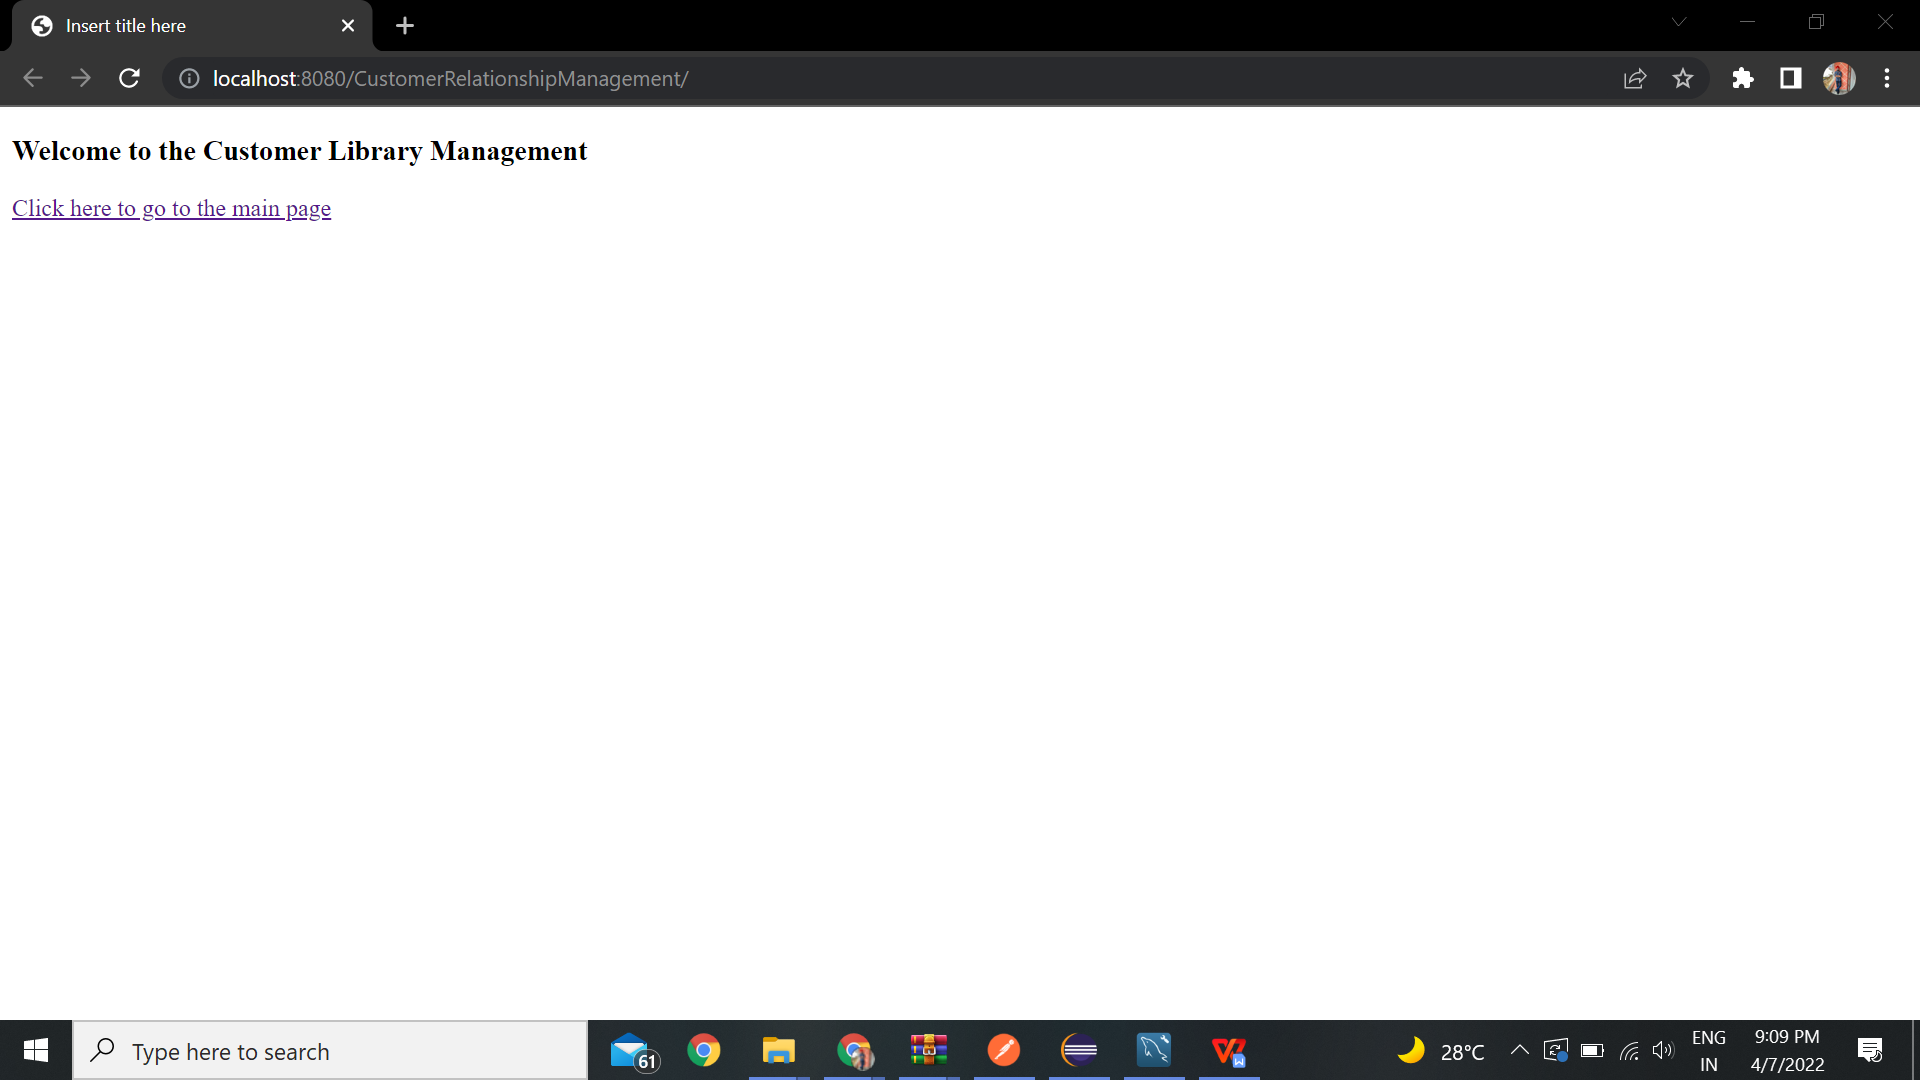 Insert title here
localhost:8080/CustomerRelationshipManagement/
Welcome to the Customer Library Management
Click here to go to the main page
Type here to search
61
28°C
ENG
IN
9:09 PM
4/7/2022